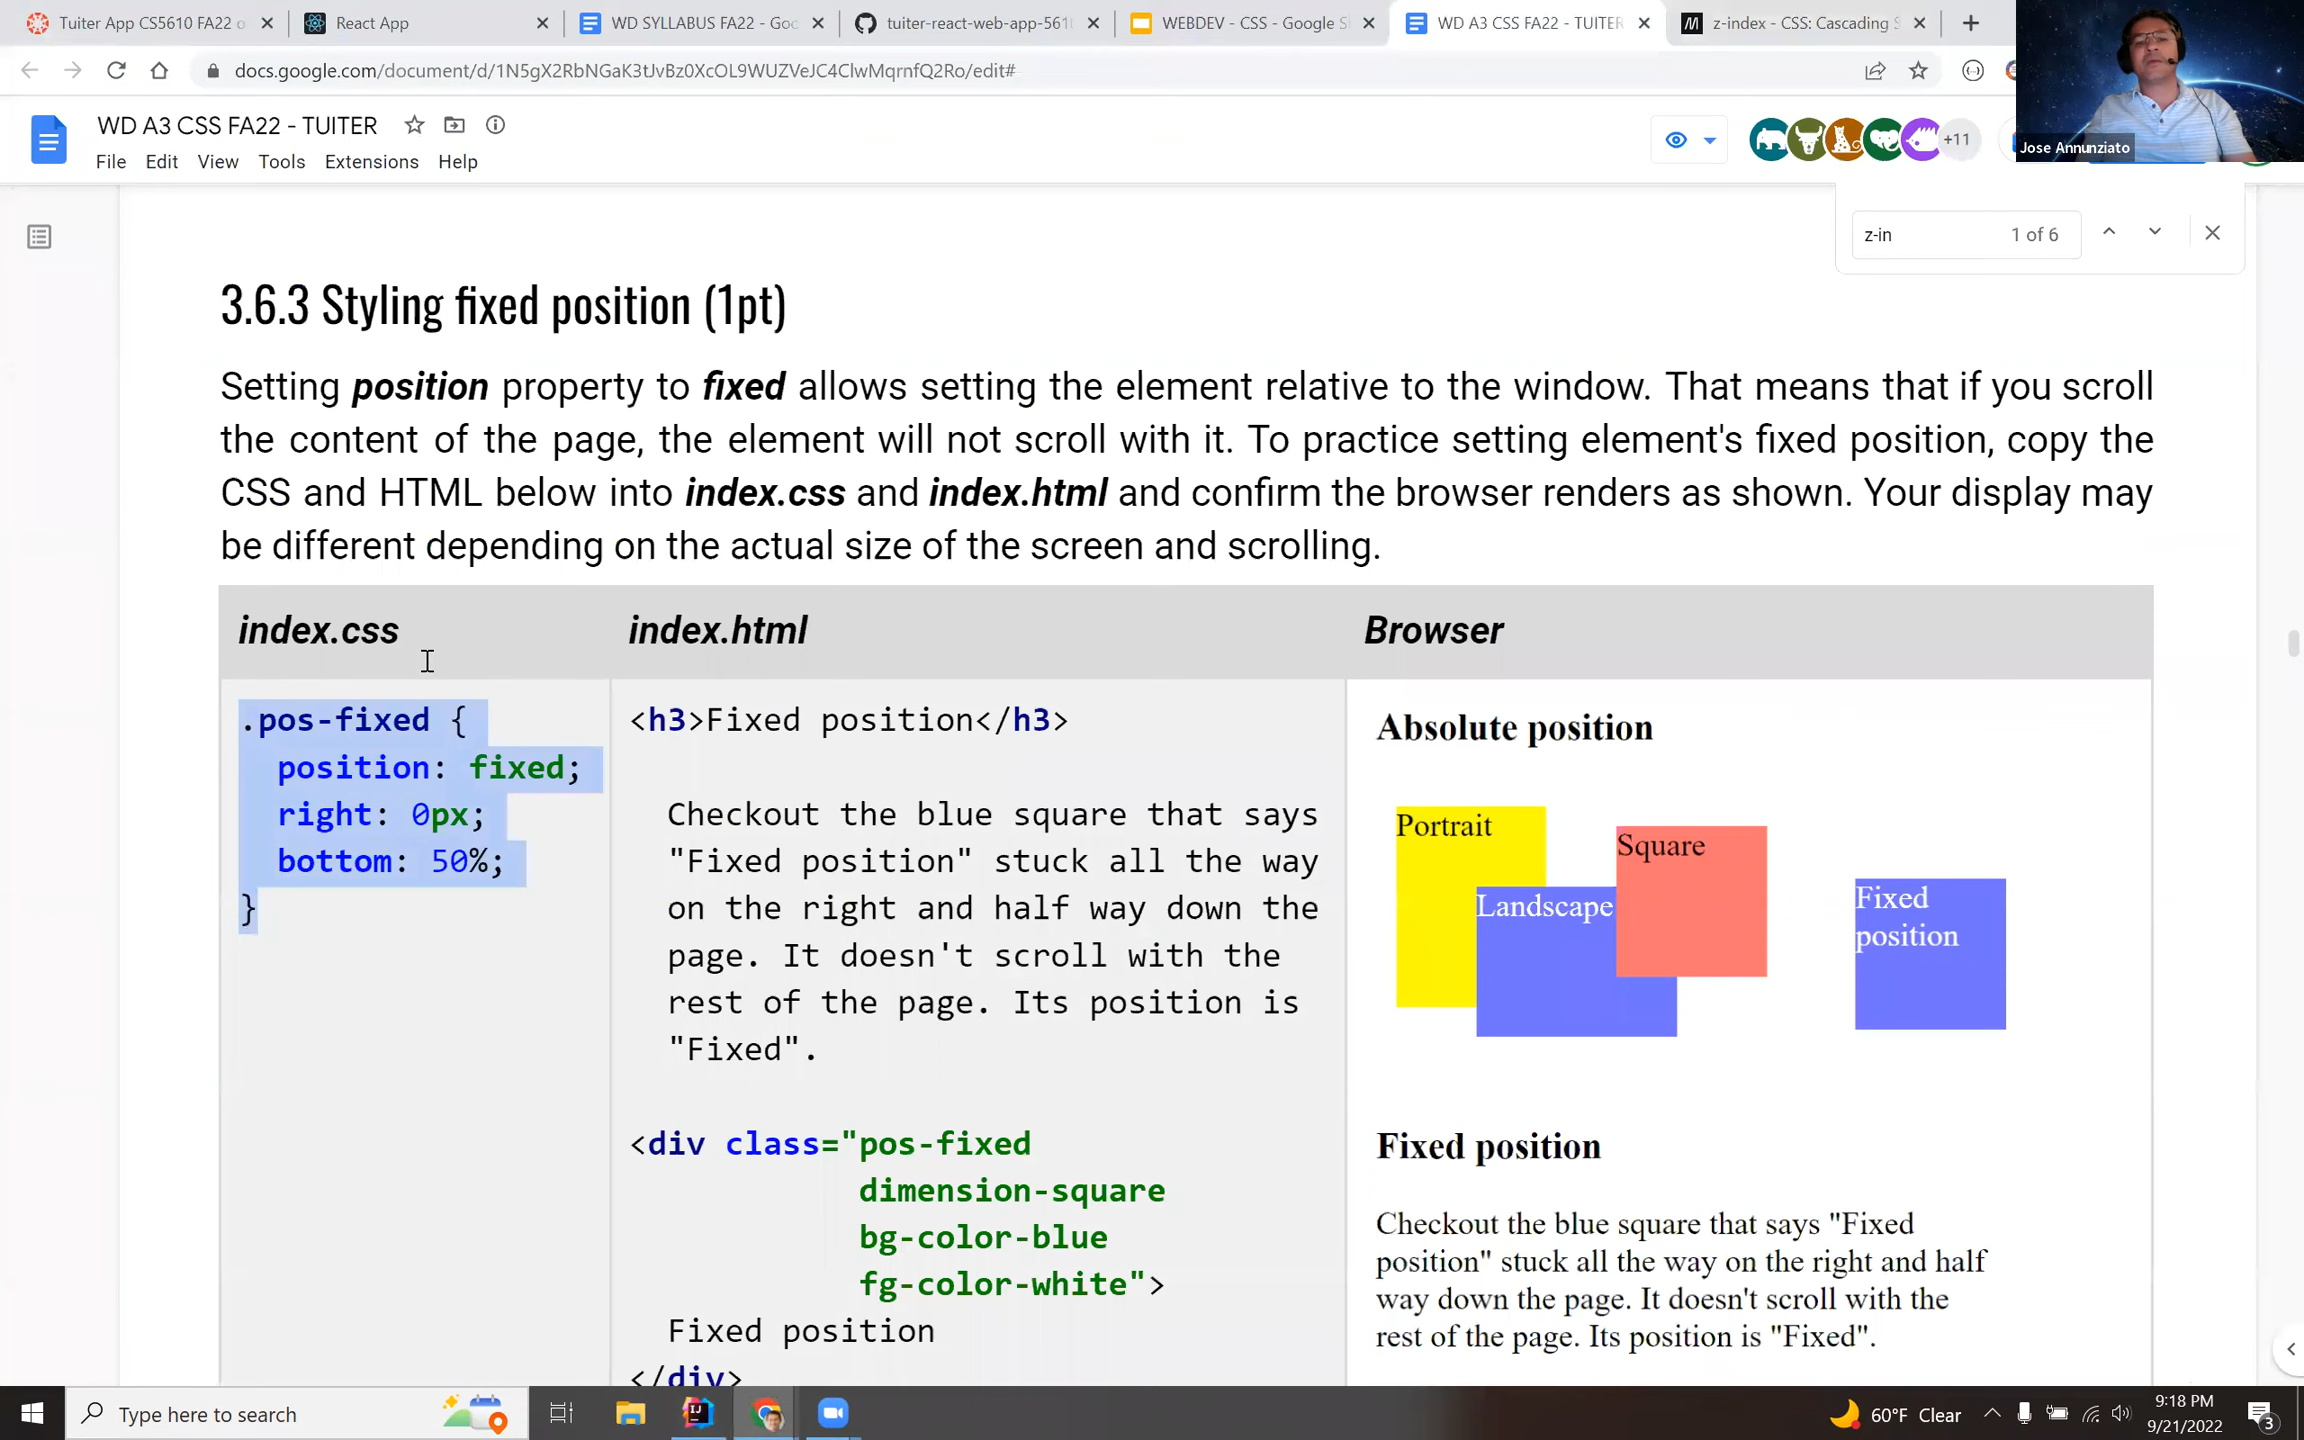 Tuiter App CS5610 FA22 o
React App
WD SYLLABUS FA22 - Goo
tuiter-react-web-app-561
WEBDEV - CSS - Google S
WD A3 CSS FA22 - TUITER
z-index - CSS: Cascading S
docs.google.com/document/d/1N5gX2RbNGaK3tJvBz0XcOL9WUZVeJC4ClwMqrnfQ2Ro/edit#
WD A3 CSS FA22 - TUITER
File Edit View Tools Extensions Help
+11
Jose Annunziato
z-in 1 of 6
3.6.3 Styling fixed position (1pt)
Setting position property to fixed allows setting the element relative to the window. That means that if you scroll
the content of the page, the element will not scroll with it. To practice setting element's fixed position, copy the
CSS and HTML below into index.css and index.html and confirm the browser renders as shown. Your display may
be different depending on the actual size of the screen and scrolling.
index.css
.pos-fixed {
position: fixed;
right: 0px;
bottom: 50%;
}
index.html
<h3>Fixed position</h3>
Checkout the blue square that says
"Fixed position" stuck all the way
on the right and half way down the
page. It doesn't scroll with the
rest of the page. Its position is
"Fixed".
<div class="pos-fixed
dimension-square
bg-color-blue
fg-color-white">
Fixed position
</div>
Browser
Absolute position
Portrait
Square
Landscape
Fixed
position
Fixed position
Checkout the blue square that says "Fixed
position" stuck all the way on the right and half
way down the page. It doesn't scroll with the
rest of the page. Its position is "Fixed".
Type here to search
60°F Clear
9:18 PM
9/21/2022
3